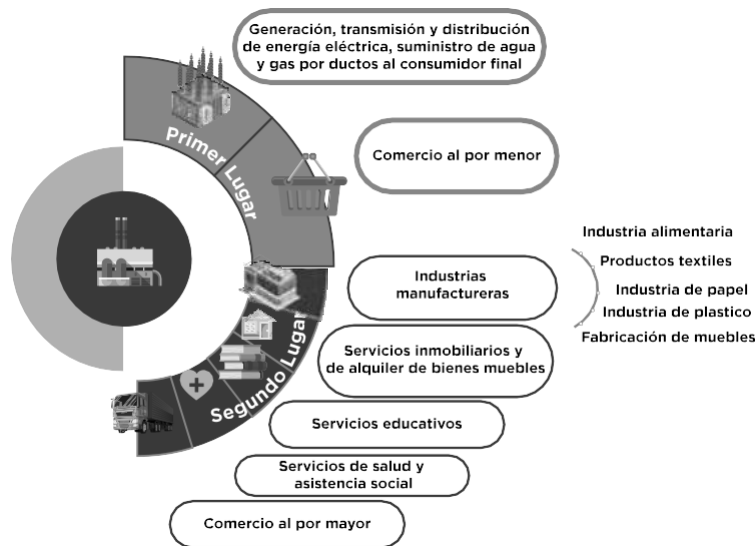 Generación, transmisión y distribución
de energía eléctrica, suministro de agua
y gas por ductos al consumidor final
Primer Lugar
Comercio al por menor
Industrias
manufactureras
Industria alimentaria
Productos textiles
Industria de papel
Industria de plastico
Fabricación de muebles
Segundo Lugar
Servicios inmobiliarios y
de alquiler de bienes muebles
Servicios educativos
Servicios de salud y
asistencia social
Comercio al por mayor